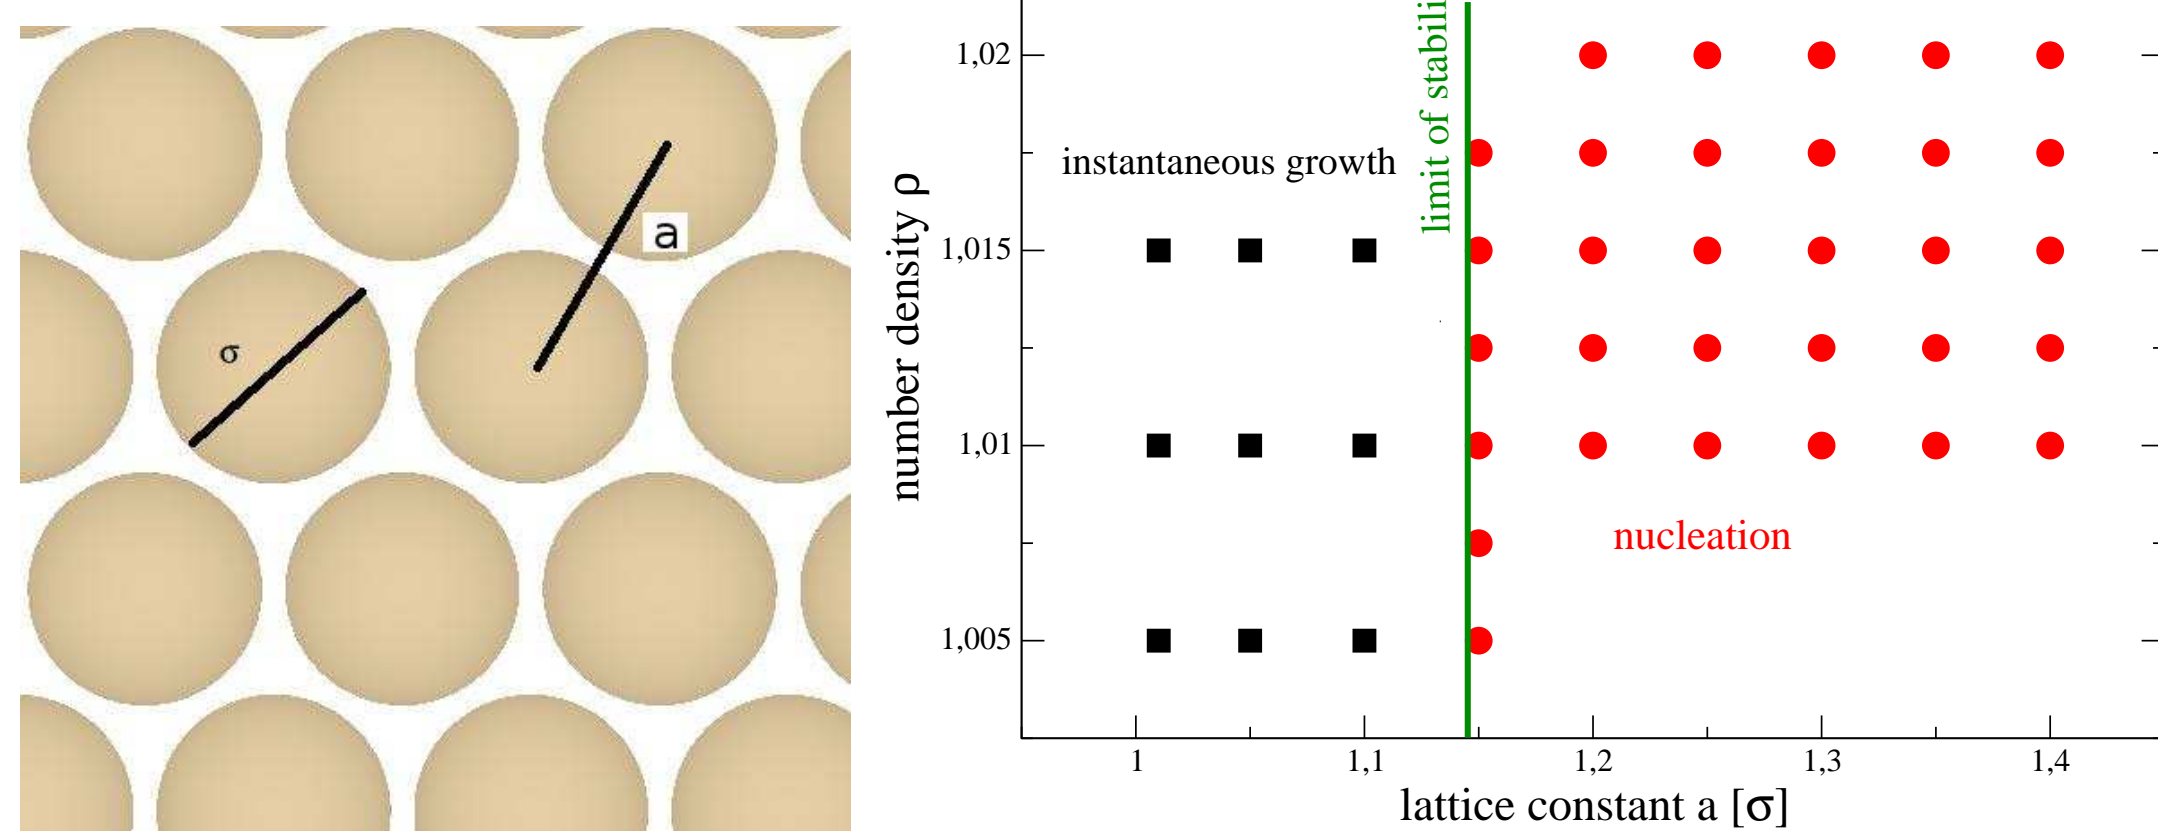 a
σ
1,02
1,015
1,01
1,005
number density ρ
instantaneous growth
limit of stabili
nucleation
1
1,1
1,2
1,3
1,4
lattice constant a [σ]